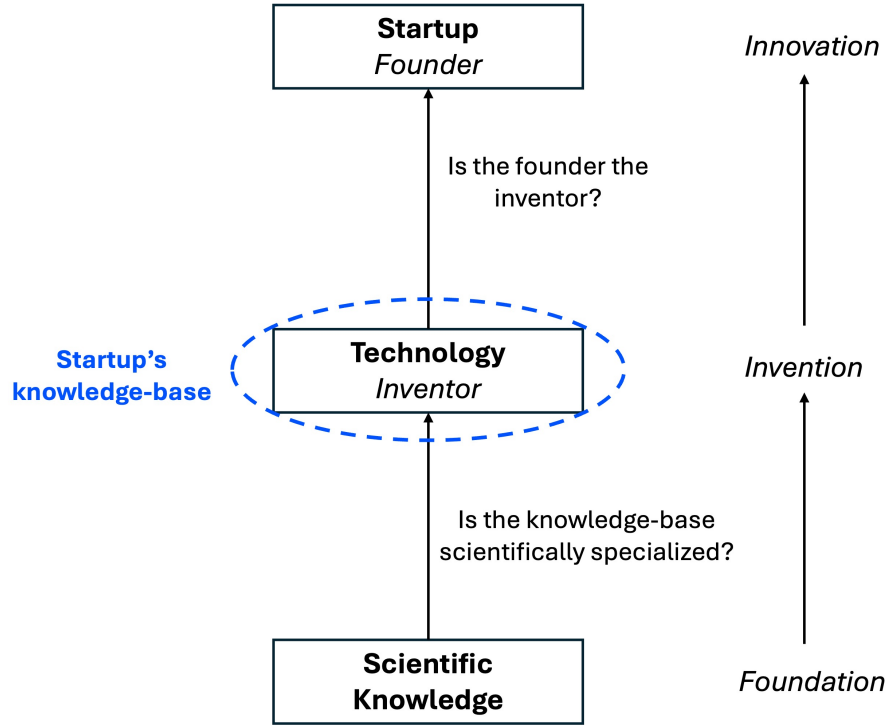 Startup
Founder
Innovation
Is the founder the
inventor?
Startup’s
knowledge-base
Technology
Inventor
Invention
Is the knowledge-base
scientifically specialized?
Scientific
Knowledge
Foundation